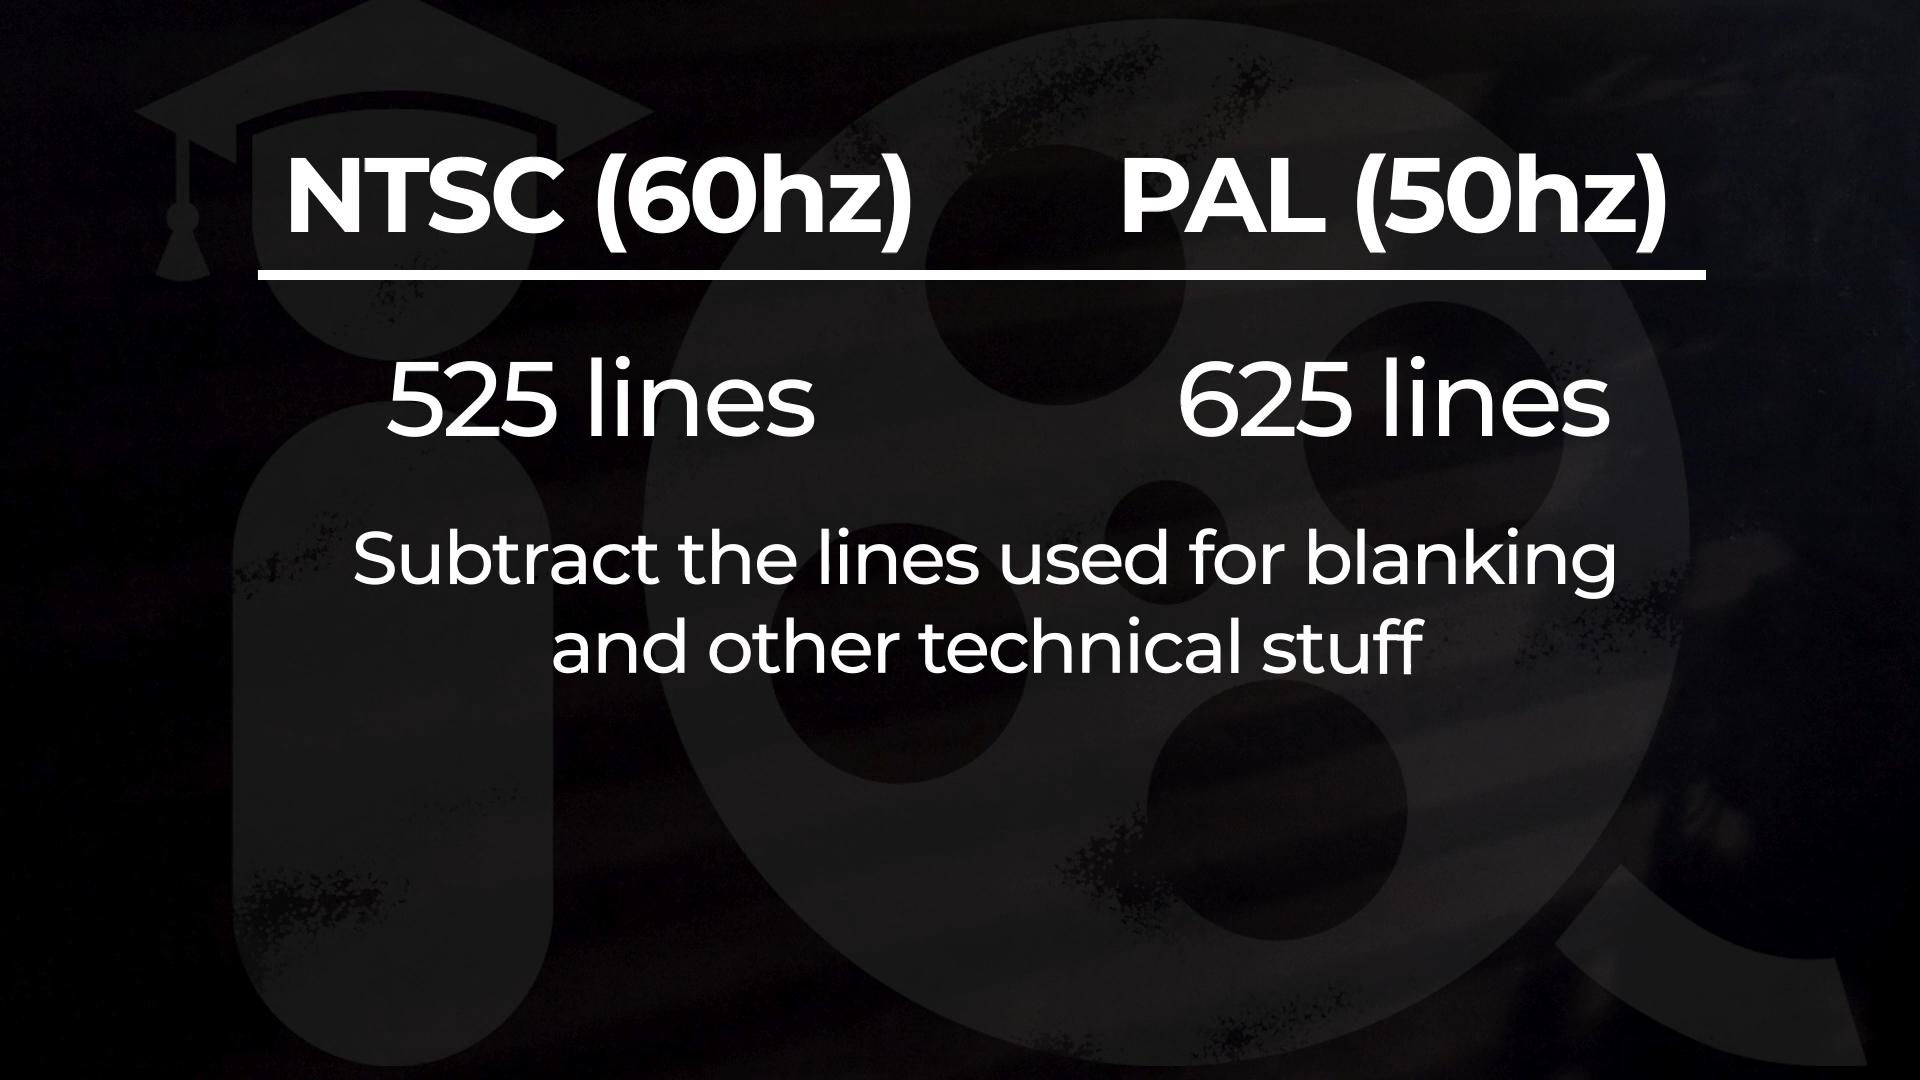 NTSC (60hz) PAL (50hz)
525 lines 625 lines
Subtract the lines used for blanking
and other technical stuff